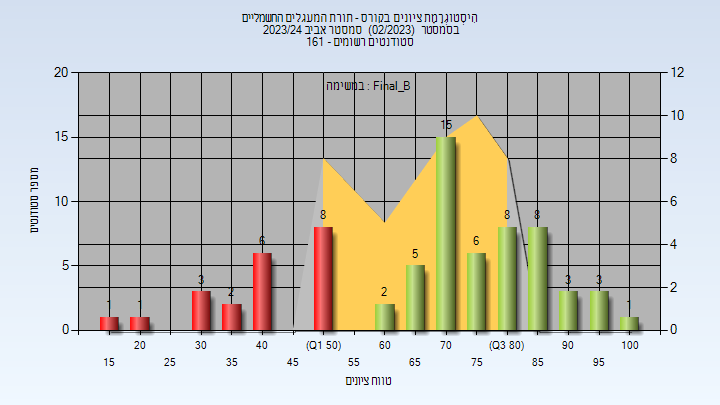 היסטוגרמת ציונים בקורס - תורת המעגלים החשמליים
בסמסטר (02/2023) סמסטר אביב 2023/24
סטודנטים רשומים - 161
במשימה : Final_B
מספר סטודנטים
20
15
10
5
0
12
10
8
6
4
2
0
1 1 3 2 6 8 2 5 15 6 8 8 3 3 1
20 30 40 (Q1 50) 60 70 (Q3 80) 90 100
15 25 35 45 55 65 75 85 95
טווח ציונים